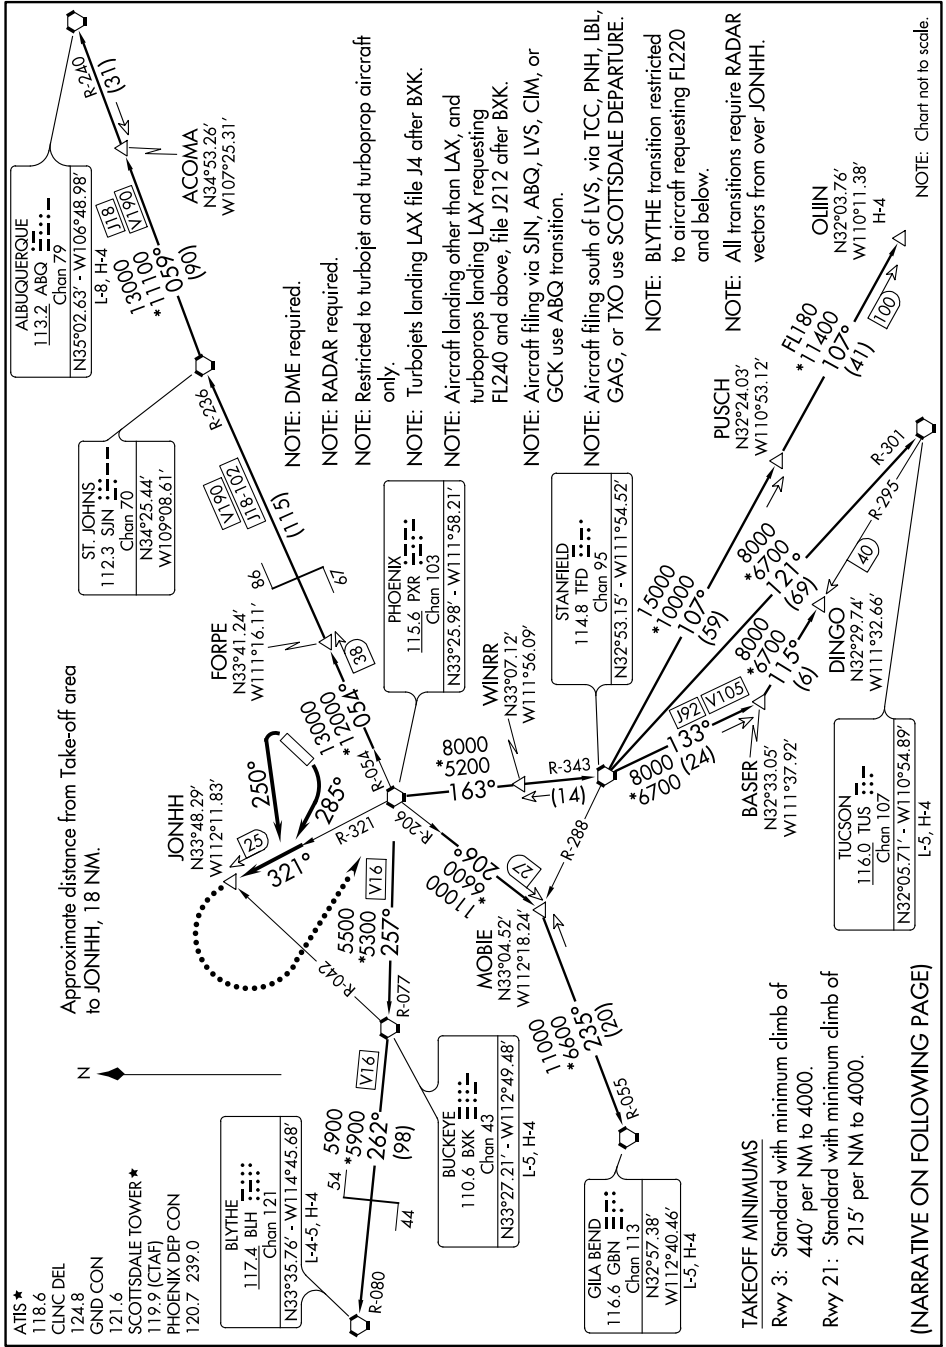 ATIS ★
118.6
CLNC DEL
124.8
GND CON
121.6
SCOTTSDALE TOWER ★
119.9 (CTAF)
PHOENIX DEP CON
120.7 239.0
N
Approximate distance from Take-off area
to JONHH, 18 NM.
ALBUQUERQUE
113.2 ABQ
Chan 79
N35°02.63' - W106°48.98'
L-8, H-4
R-240
(31)
ACOMA
N34°53.26'
W107°25.31'
J18
V190
13000
*11100
059°
(90)
ST. JOHNS
112.3 SJN
Chan 70
N34°25.44'
W109°08.61'
R-236
V190
J18-102
(115)
98
67
FORPE
N33°41.24'
W111°16.11'
38
13000
*12000
054°
R-054
JONHH
N33°48.29'
W112°11.83'
250°
285°
25
321°
R-321
PHOENIX
115.6 PXR
Chan 103
N33°25.98' - W111°58.21'
BLYTHE
117.4 BLH
Chan 121
N33°35.76' - W114°45.68'
L-4-5, H-4
R-080
54
44
5900
*5900
262°
(98)
V16
R-042
R-077
5500
*5300
257°
V16
BUCKEYE
110.6 BXK
Chan 43
N33°27.21' - W112°49.48'
L-5, H-4
R-206
11000
*6600
206°
27
MOBIE
N33°04.52'
W112°18.24'
R-288
11000
*6600
235°
(20)
R-055
GILA BEND
116.6 GBN
Chan 113
N32°57.38'
W112°40.46'
L-5, H-4
8000
*5200
163°
(14)
WINRR
N33°07.12'
W111°56.09'
R-343
STANFIELD
114.8 TFD
Chan 95
N32°53.15' - W111°54.52'
15000
*10000
107°
(59)
PUSCH
N32°24.03'
W110°53.12'
FL180
*11400
107°
(41)
100
OLIIN
N32°03.76'
W110°11.38'
H-4
8000
*6700
121°
(69)
R-301
R-295
40
8000
*6700
133°
(24)
J92
V105
BASER
N32°33.05'
W111°37.92'
8000
*6700
115°
(6)
DINGO
N32°29.74'
W111°32.66'
TUCSON
116.0 TUS
Chan 107
N32°05.71' - W110°54.89'
L-5, H-4
NOTE: DME required.
NOTE: RADAR required.
NOTE: Restricted to turbojet and turboprop aircraft
only.
NOTE: Turbojets landing LAX file J4 after BXK.
NOTE: Aircraft landing other than LAX, and
turboprops landing LAX requesting
FL240 and above, file J212 after BXK.
NOTE: Aircraft filing via SJN, ABQ, LVS, CIM, or
GCK use ABQ transition.
NOTE: Aircraft filing south of LVS, via TCC, PNH, LBL,
GAG, or TXO use SCOTTSDALE DEPARTURE.
NOTE: BLYTHE transition restricted
to aircraft requesting FL220
and below.
NOTE: All transitions require RADAR
vectors from over JONHH.
NOTE: Chart not to scale.
TAKEOFF MINIMUMS
Rwy 3: Standard with minimum climb of
440' per NM to 4000.
Rwy 21: Standard with minimum climb of
215' per NM to 4000.
(NARRATIVE ON FOLLOWING PAGE)